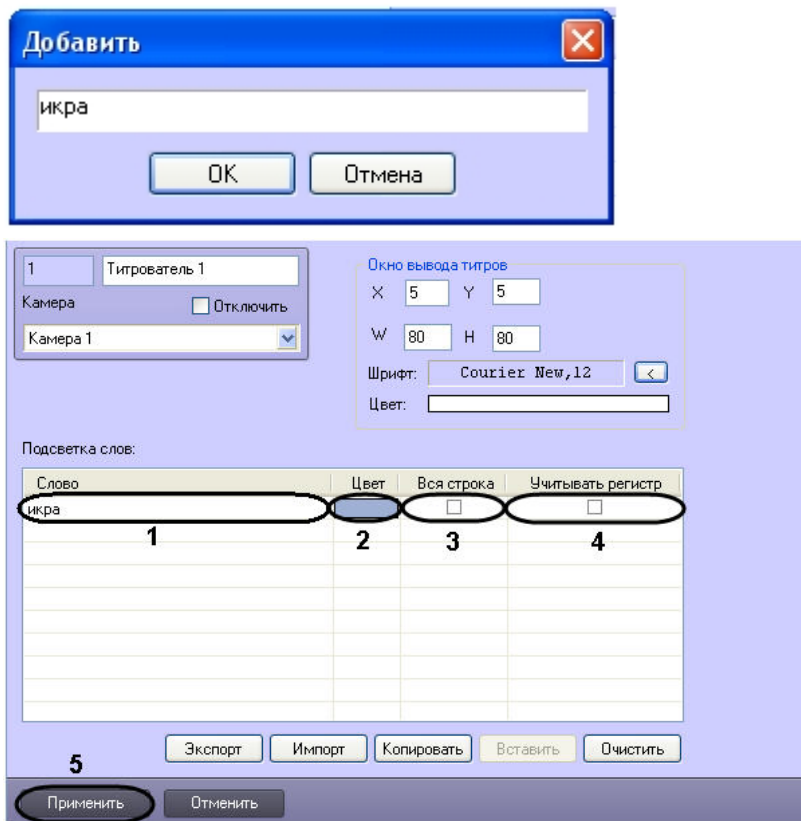 Добавить
икра
OK
Отмена
1
Титрователь 1
Камера
Отключить
Камера 1
Окно вывода титров
X 5 Y 5
W 80 H 80
Шрифт: Courier New,12 <
Цвет:
Подсветка слов:
Слово Цвет Вся строка Учитывать регистр
икра
1 2 3 4
Экспорт Импорт Копировать Вставить Очистить
5
Применить Отменить